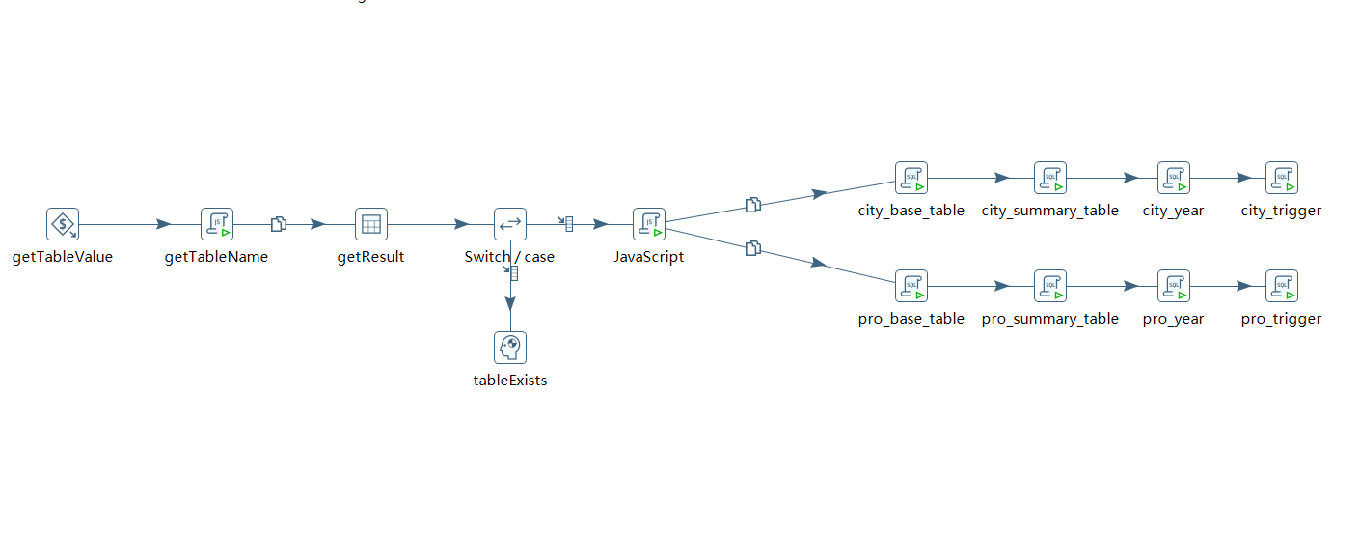 city_base_table
city_summary_table
city_year
city_trigger
getTableValue
getTableName
getResult
Switch / case
JavaScript
pro_base_table
pro_summary_table
pro_year
pro_trigger
tableExists